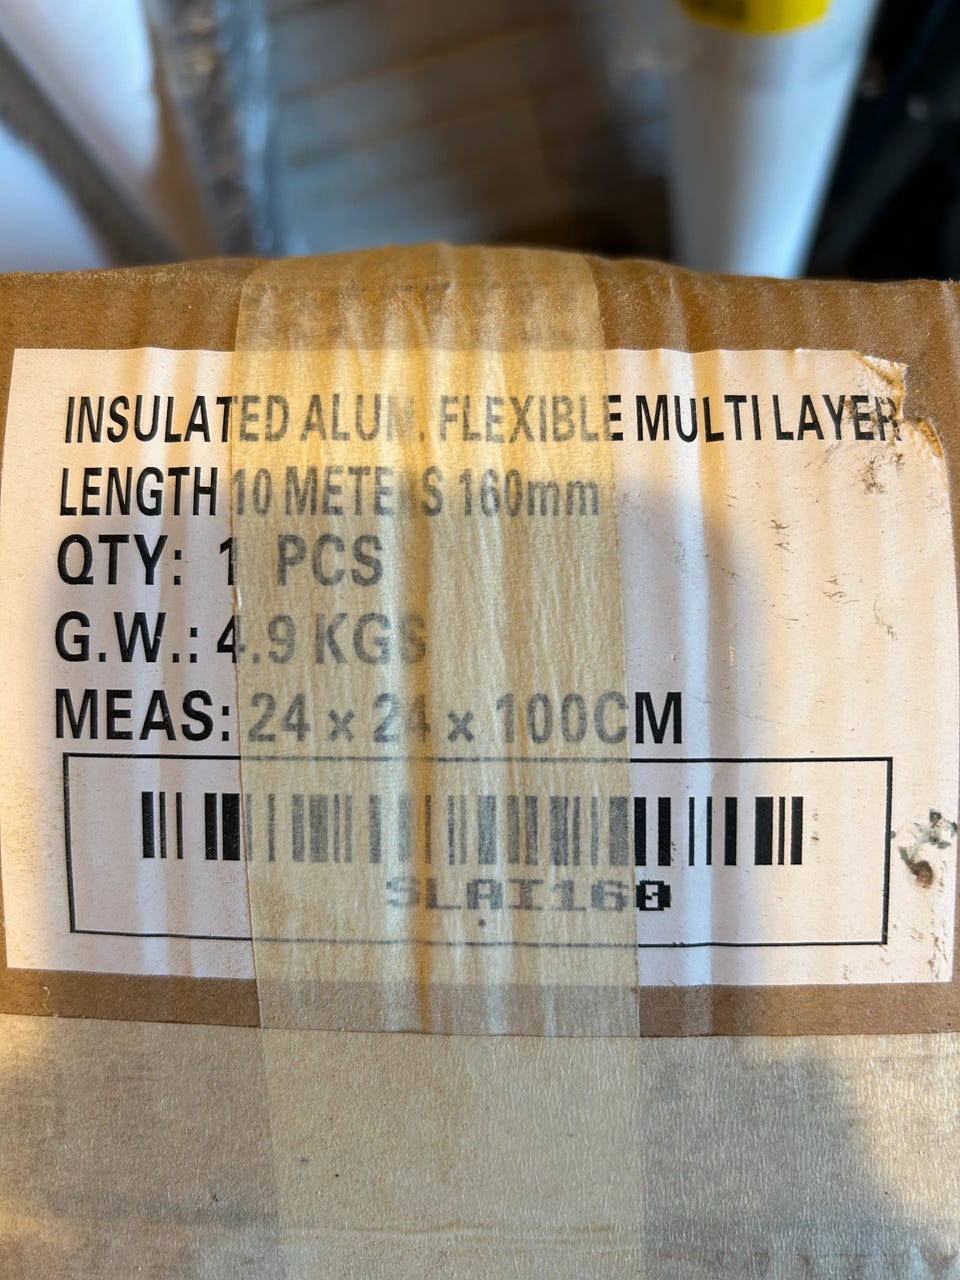 INSULATED ALUM. FLEXIBLE MULTI LAYER
LENGTH 10 METERS 160mm
QTY: 1 PCS
G.W.: 4.9 KGS
MEAS: 24 x 24 x 100CM
SLAI160